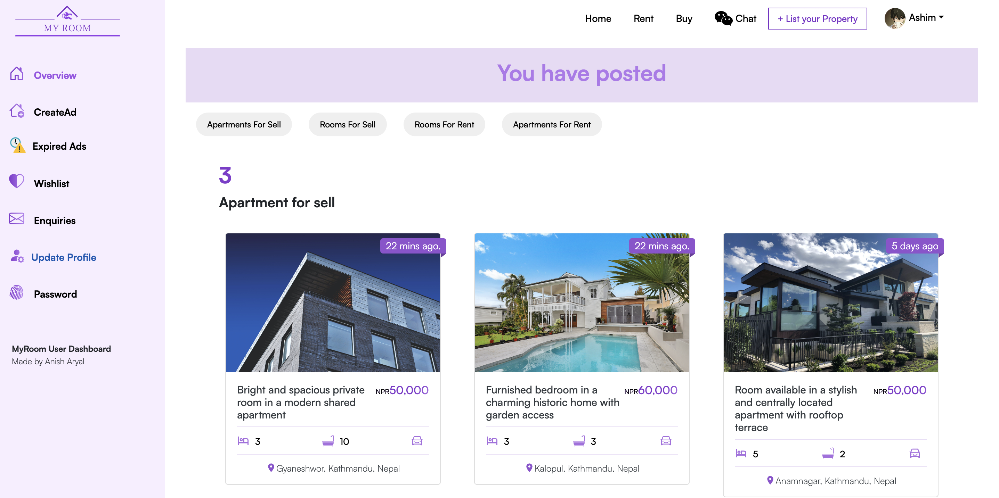 MY ROOM
Home Rent Buy Chat + List your Property Ashim
Overview
CreateAd
Expired Ads
Wishlist
Enquiries
Update Profile
Password
MyRoom User Dashboard
Made by Anish Aryal
You have posted
Apartments For Sell Rooms For Sell Rooms For Rent Apartments For Rent
3
Apartment for sell
22 mins ago.
Bright and spacious private
room in a modern shared
apartment
NPR50,000
3 10
Gyaneshwor, Kathmandu, Nepal
22 mins ago.
Furnished bedroom in a
charming historic home with
garden access
NPR60,000
3 3
Kalopul, Kathmandu, Nepal
5 days ago
Room available in a stylish
and centrally located
apartment with rooftop
terrace
NPR50,000
5 2
Anamnagar, Kathmandu, Nepal